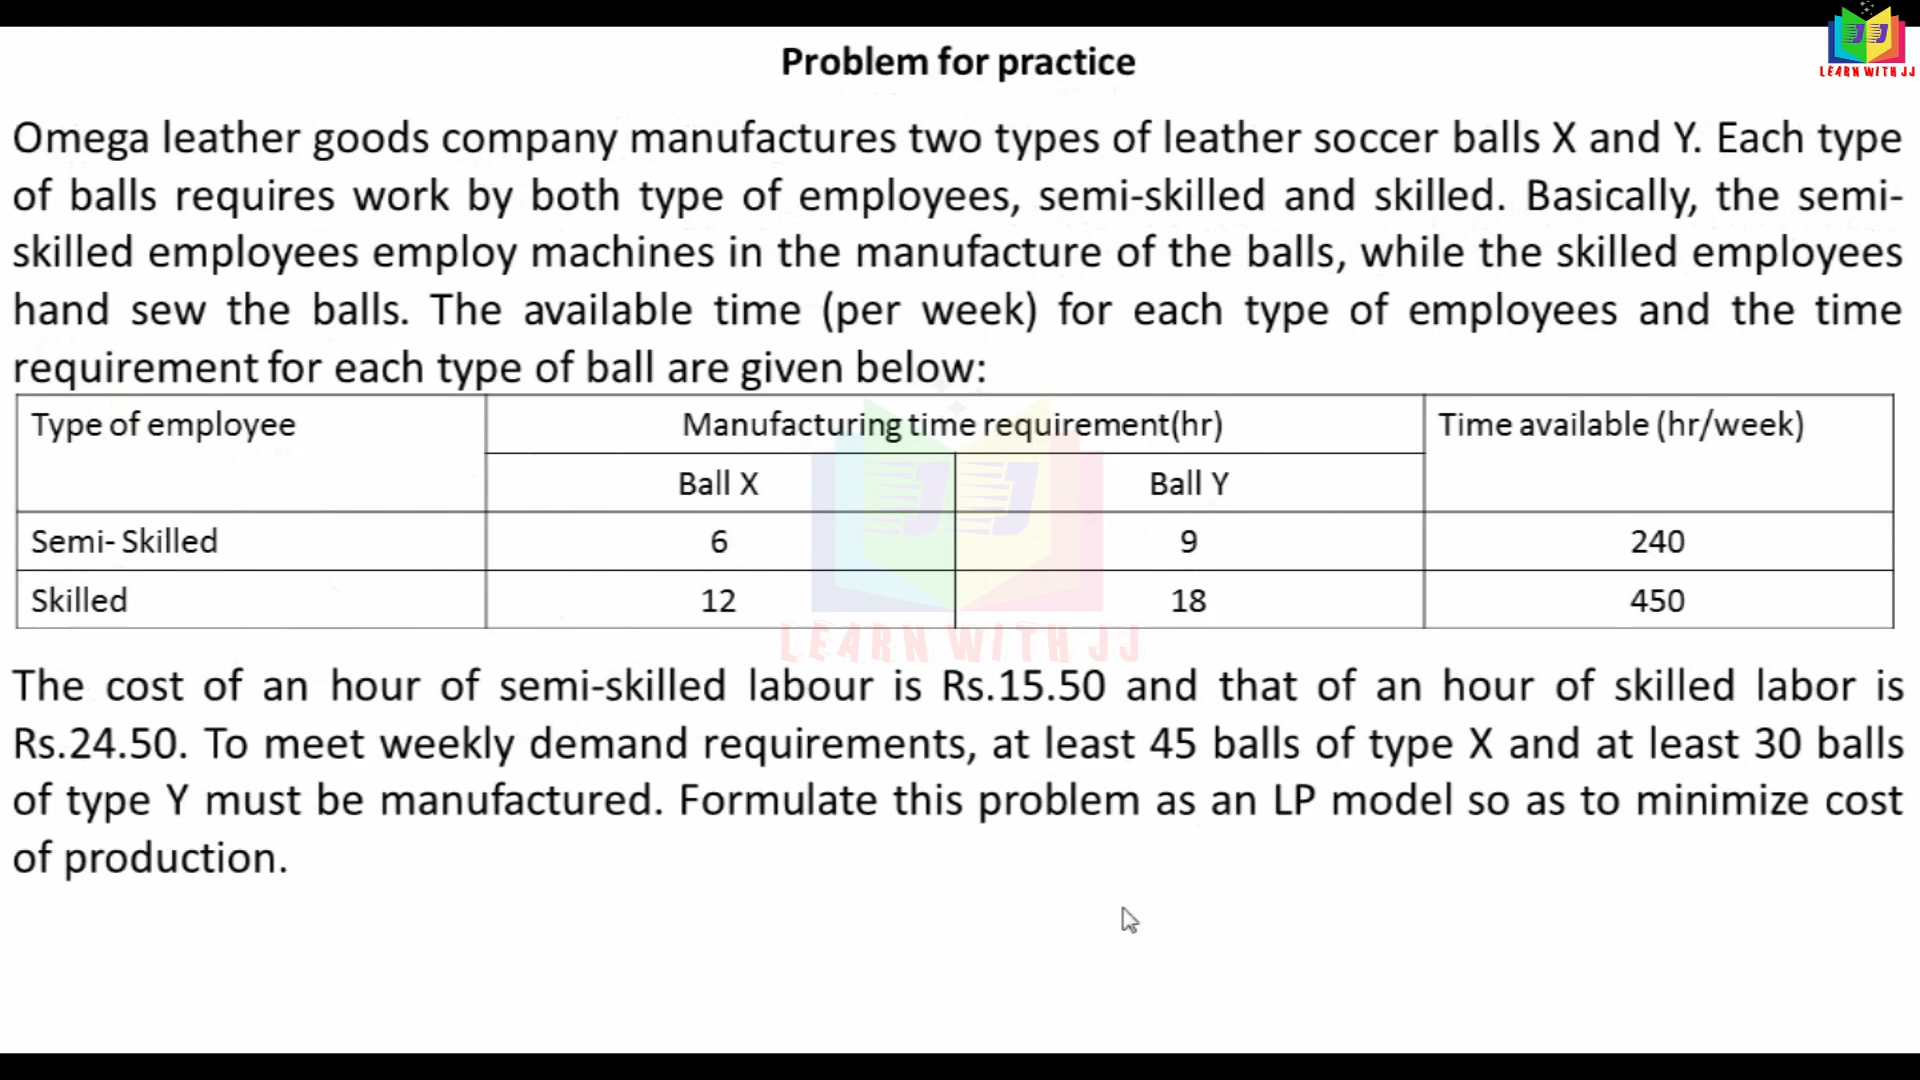 LEARN WITH JJ
Problem for practice
Omega leather goods company manufactures two types of leather soccer balls X and Y. Each type
of balls requires work by both type of employees, semi-skilled and skilled. Basically, the semi-
skilled employees employ machines in the manufacture of the balls, while the skilled employees
hand sew the balls. The available time (per week) for each type of employees and the time
requirement for each type of ball are given below:
Type of employee Manufacturing time requirement(hr) Time available (hr/week)
Ball X Ball Y
Semi- Skilled 6 9 240
Skilled 12 18 450
LEARN WITH JJ
The cost of an hour of semi-skilled labour is Rs.15.50 and that of an hour of skilled labor is
Rs.24.50. To meet weekly demand requirements, at least 45 balls of type X and at least 30 balls
of type Y must be manufactured. Formulate this problem as an LP model so as to minimize cost
of production.